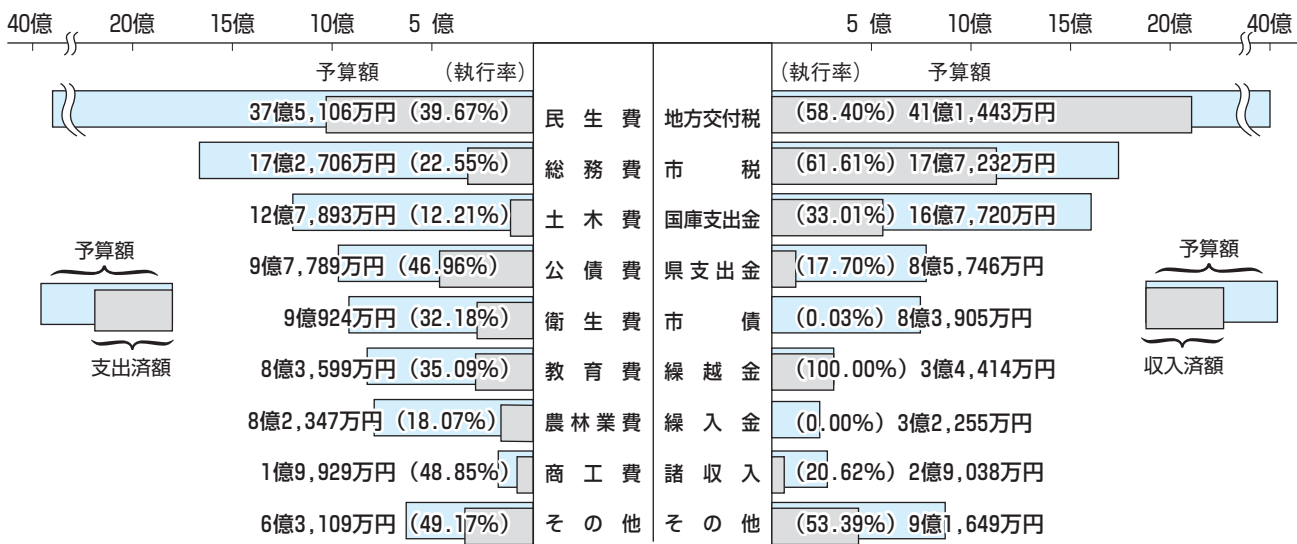 40億 20億 15億 10億 5 億 5 億 10億 15億 20億 40億
予算額 (執行率) (執行率) 予算額
37億5,106万円 (39.67%) 民生費 地方交付税 (58.40%) 41億1,443万円
17億2,706万円 (22.55%) 総務費 市税 (61.61%) 17億7,232万円
12億7,893万円 (12.21%) 土木費 国庫支出金 (33.01%) 16億7,720万円
予算額 予算額
9億7,789万円 (46.96%) 公債費 県支出金 (17.70%) 8億5,746万円
9億924万円 (32.18%) 衛生費 市債 (0.03%) 8億3,905万円
支出済額 収入済額
8億3,599万円 (35.09%) 教育費 繰越金 (100.00%) 3億4,414万円
8億2,347万円 (18.07%) 農林業費 繰入金 (0.00%) 3億2,255万円
1億9,929万円 (48.85%) 商工費 諸収入 (20.62%) 2億9,038万円
6億3,109万円 (49.17%) その他 その他 (53.39%) 9億1,649万円